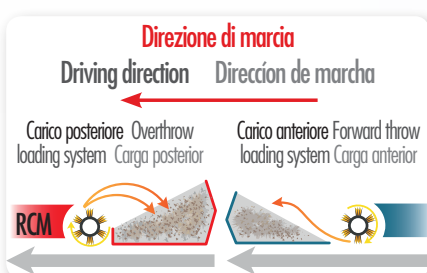 Direzione di marcia
Driving direction Direccíon de marcha
Carico posteriore Overthrow
loading system Carga posterior
Carico anteriore Forward throw
loading system Carga anterior
RCM